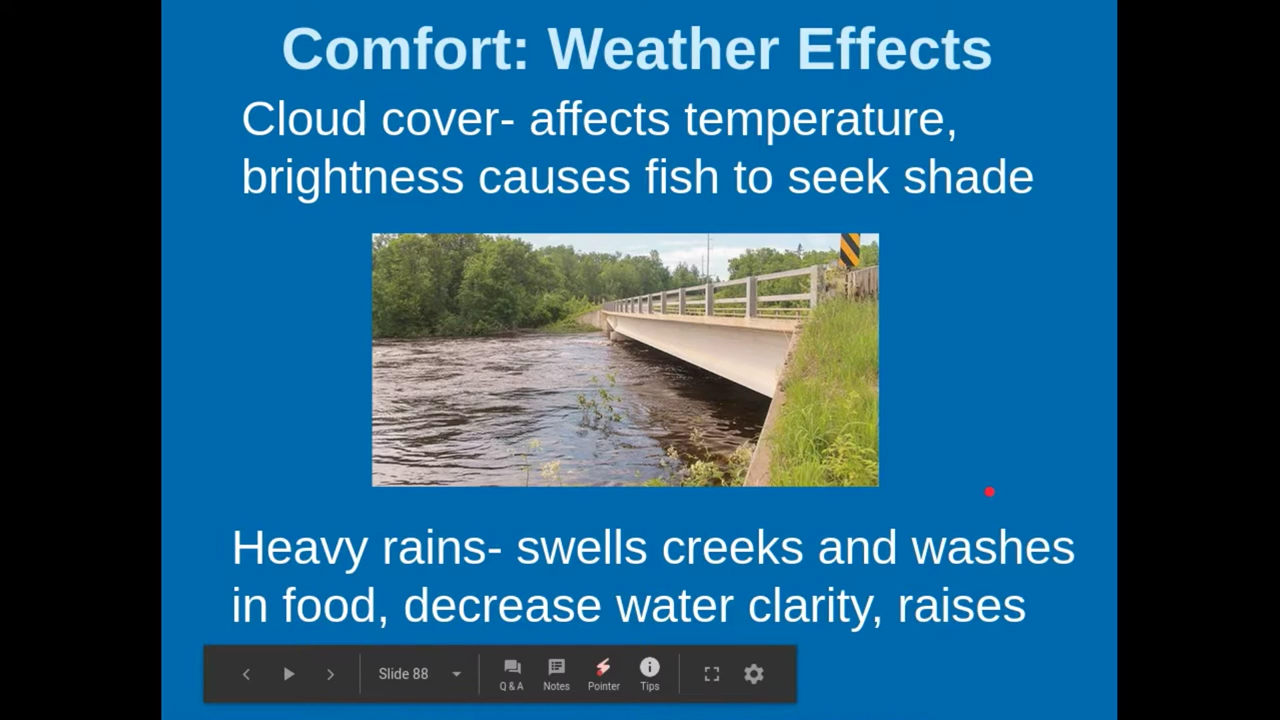 Comfort: Weather Effects
Cloud cover- affects temperature,
brightness causes fish to seek shade
Heavy rains- swells creeks and washes
in food, decrease water clarity, raises
Slide 88
Q & A
Notes
Pointer
Tips